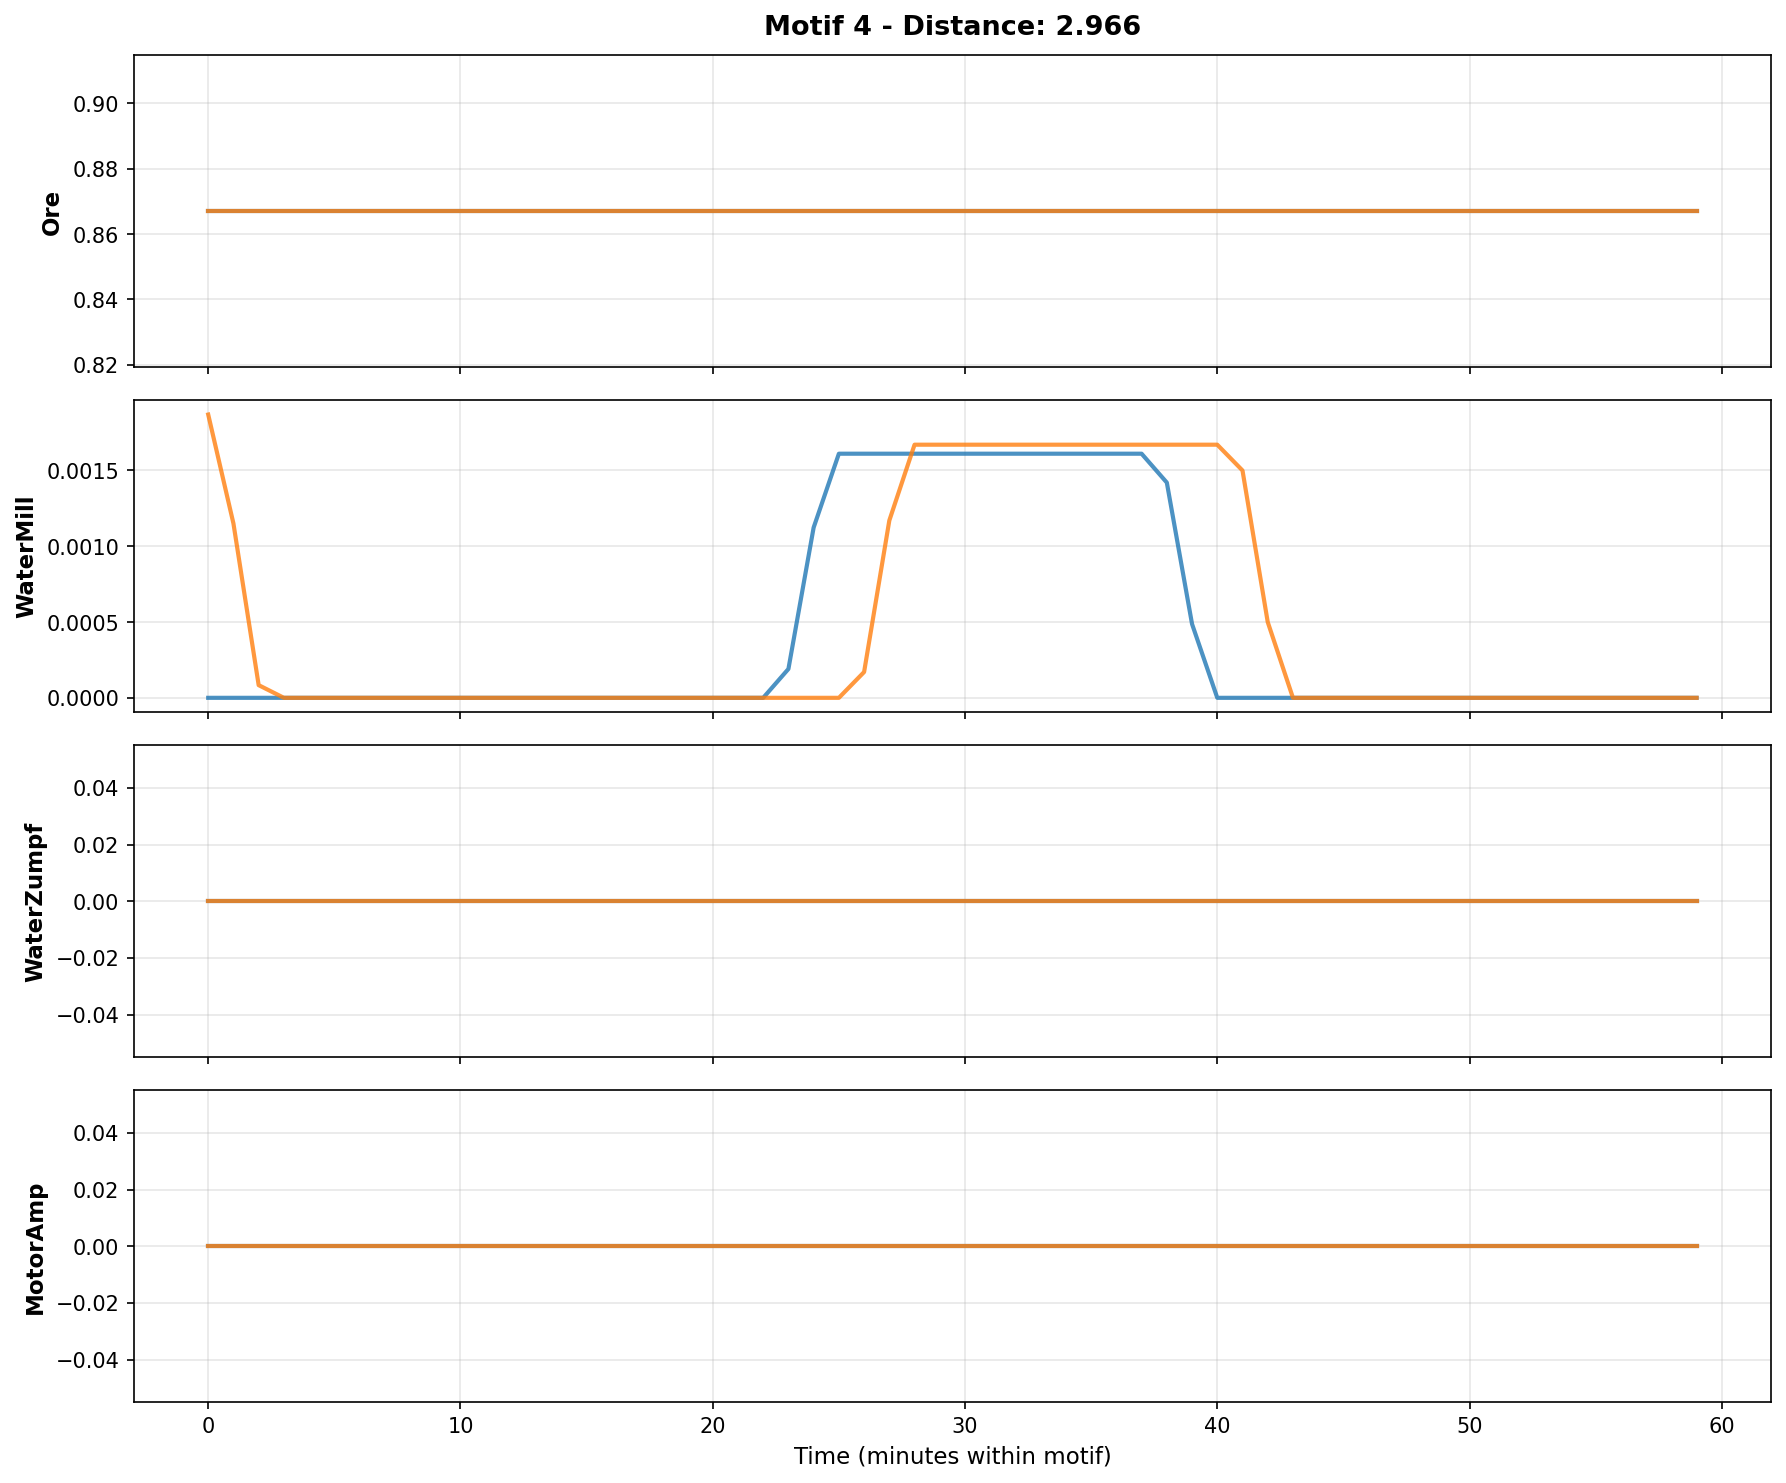 Motif 4 - Distance: 2.966
0.90
0.88
0.86
0.84
0.82
Ore
0.0015
0.0010
0.0005
0.0000
WaterMill
0.04
0.02
0.00
−0.02
−0.04
WaterZumpf
0.04
0.02
0.00
−0.02
−0.04
MotorAmp
0 10 20 30 40 50 60
Time (minutes within motif)